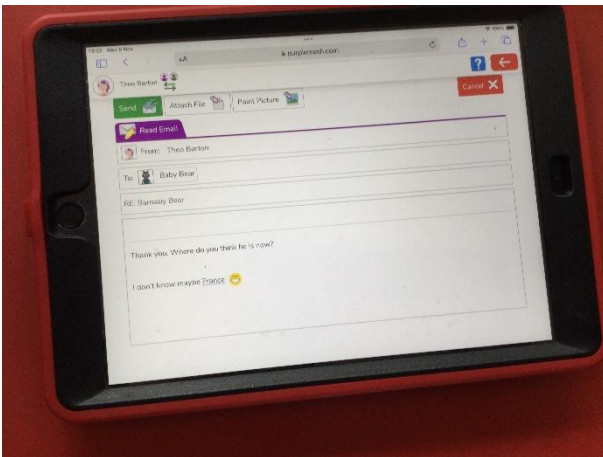 purplemash.com
AA
Theo Barton
Send
Attach File
Paint Picture
Cancel
?
Read Email
From: Theo Barton
To: Baby Bear
RE: Barnaby Bear
Thank you. Where do you think he is now?
I don't know maybe France